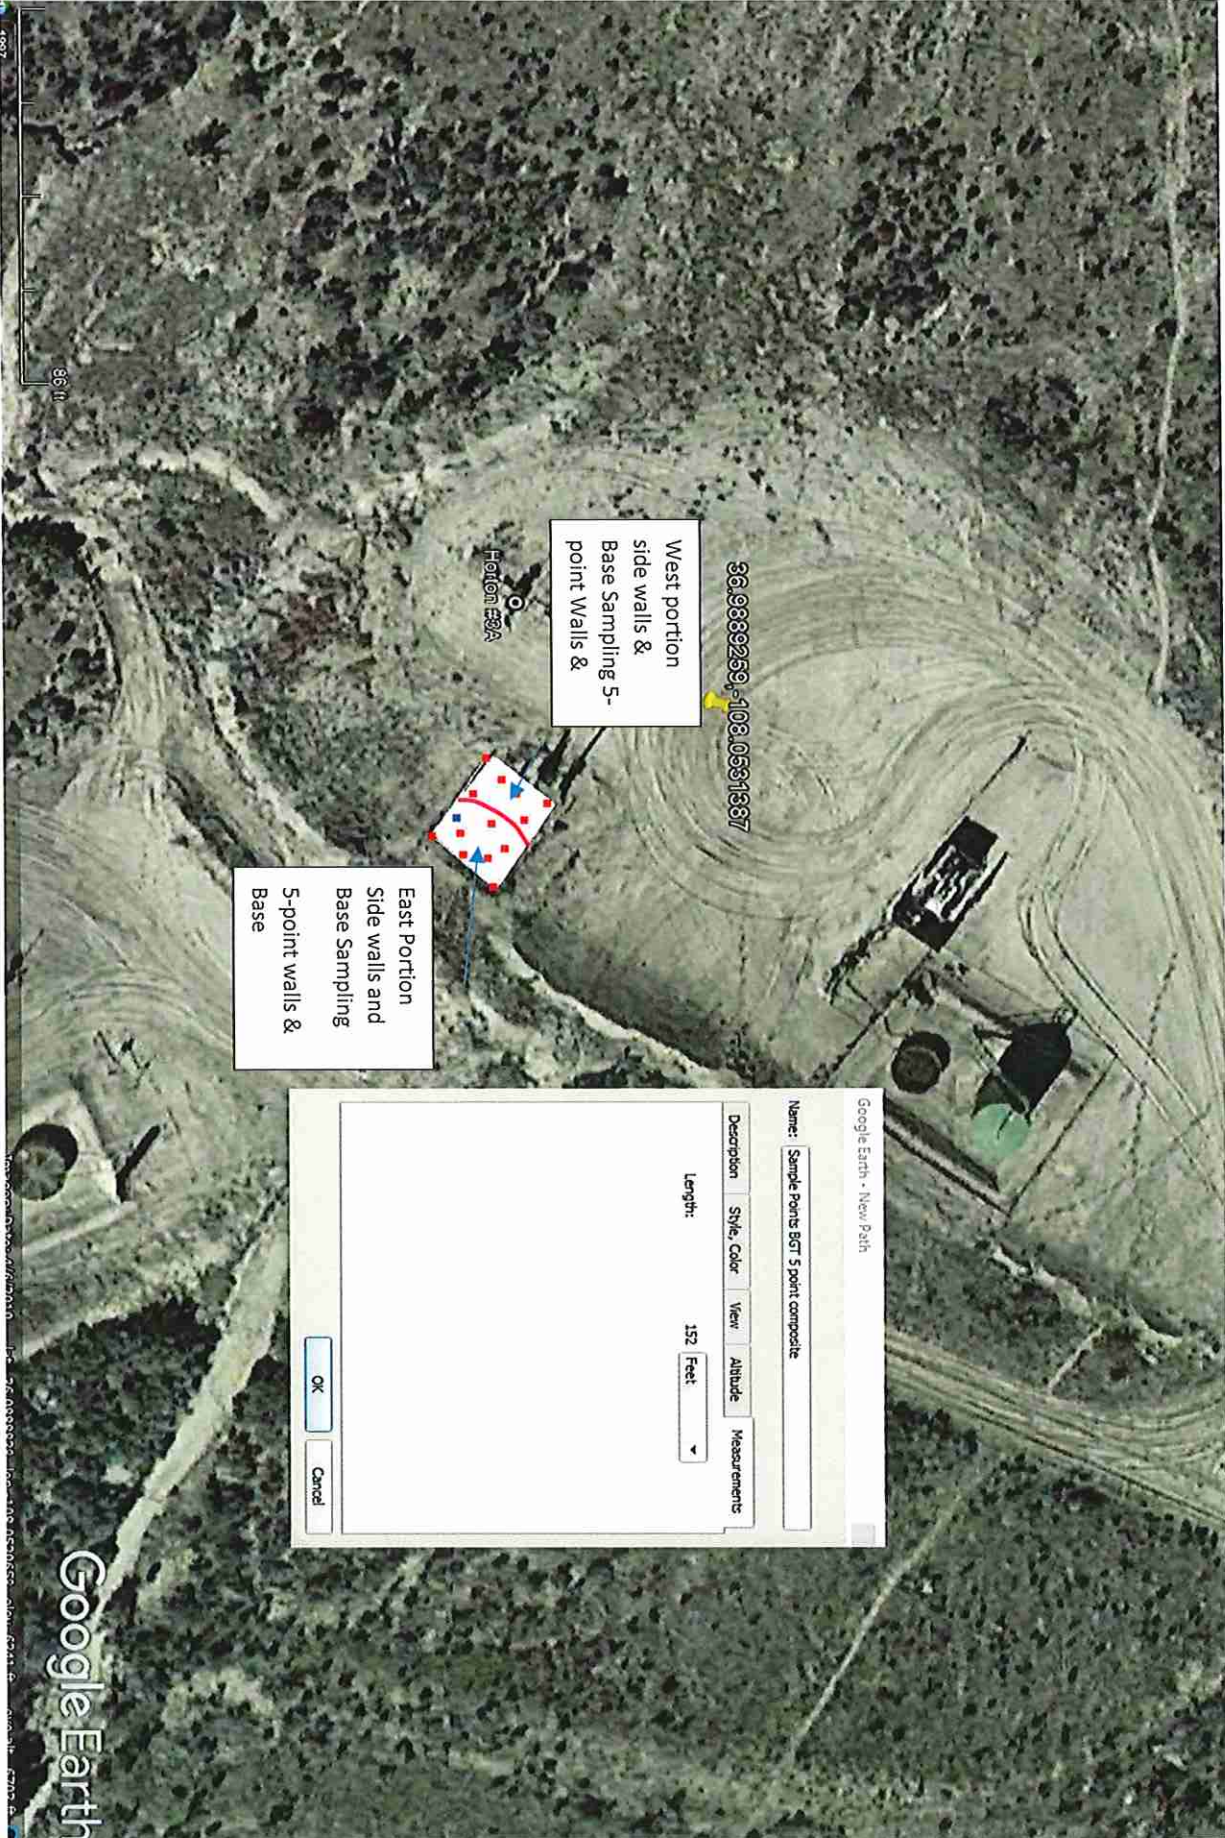 36.9889259,-108.0531387
West portion
side walls &
Base Sampling 5-
point Walls &
Horton #3A
East Portion
Side walls and
Base Sampling
5-point walls &
Base
Google Earth - New Path
Name: Sample Points BGT 5 point composite
Description Style, Color View Altitude Measurements
Length: 152 Feet
OK Cancel
86 ft
1997
Google Earth